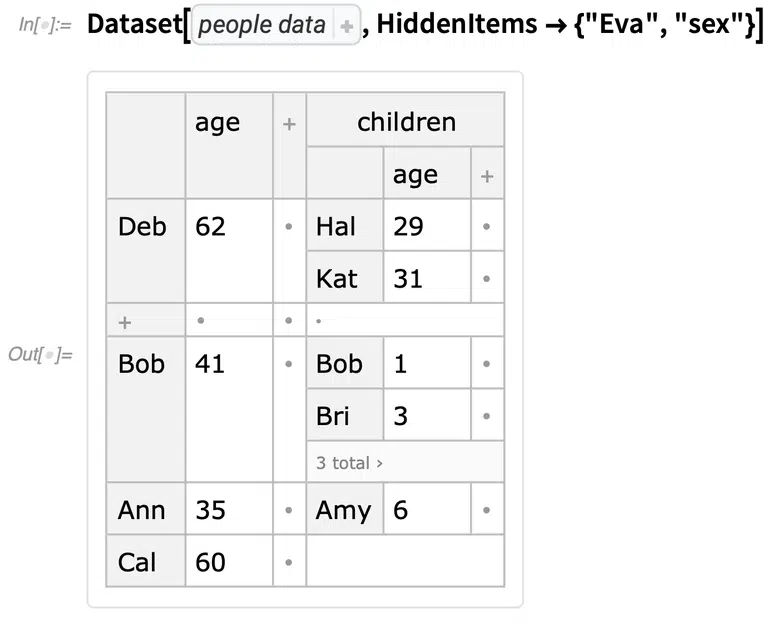 In[●]:= Dataset[people data +, HiddenItems → {"Eva", "sex"}]
age + children
age +
Deb 62 • Hal 29 •
Kat 31 •
+ • • •
Out[●]=
Bob 41 • Bob 1 •
Bri 3 •
3 total ›
Ann 35 • Amy 6 •
Cal 60 •